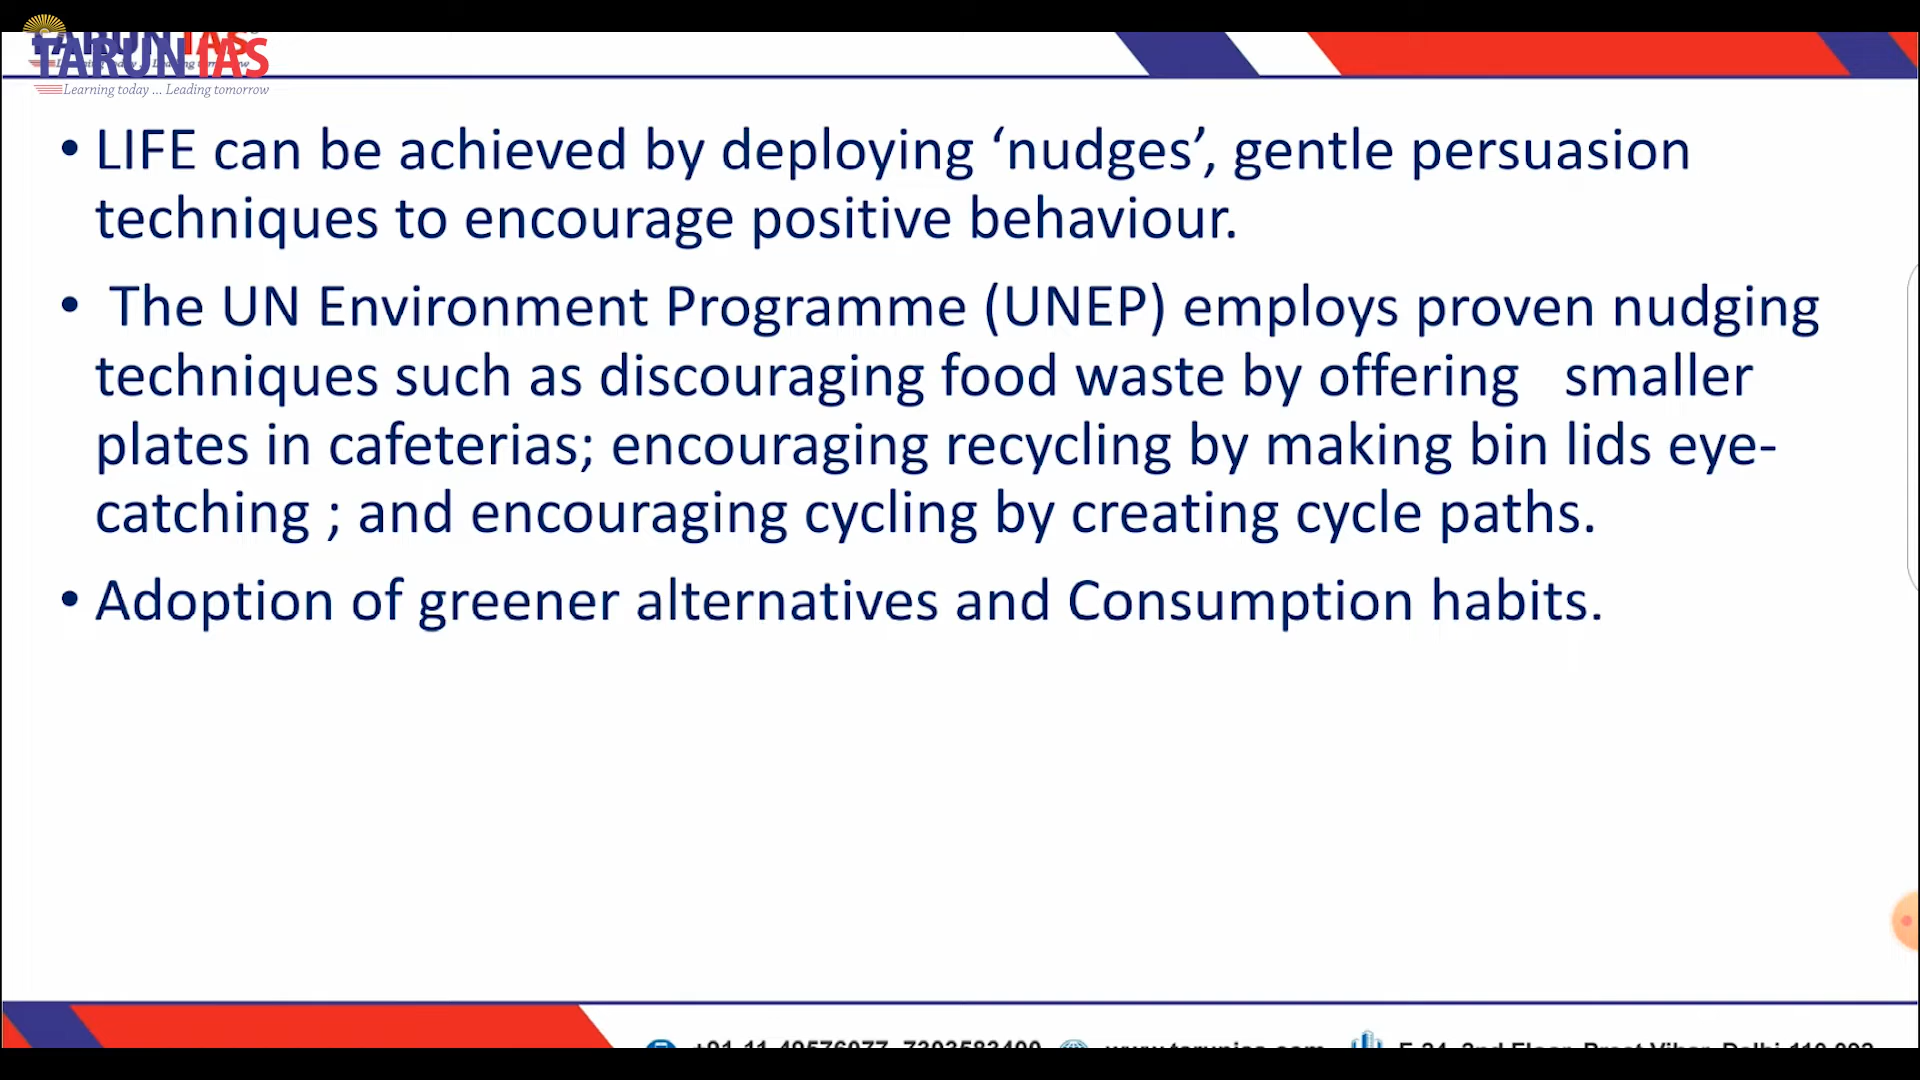 TARUN IAS
Learning today ... Leading tomorrow
• LIFE can be achieved by deploying ‘nudges’, gentle persuasion
techniques to encourage positive behaviour.
• The UN Environment Programme (UNEP) employs proven nudging
techniques such as discouraging food waste by offering smaller
plates in cafeterias; encouraging recycling by making bin lids eye-
catching ; and encouraging cycling by creating cycle paths.
• Adoption of greener alternatives and Consumption habits.
www.tarunias.com